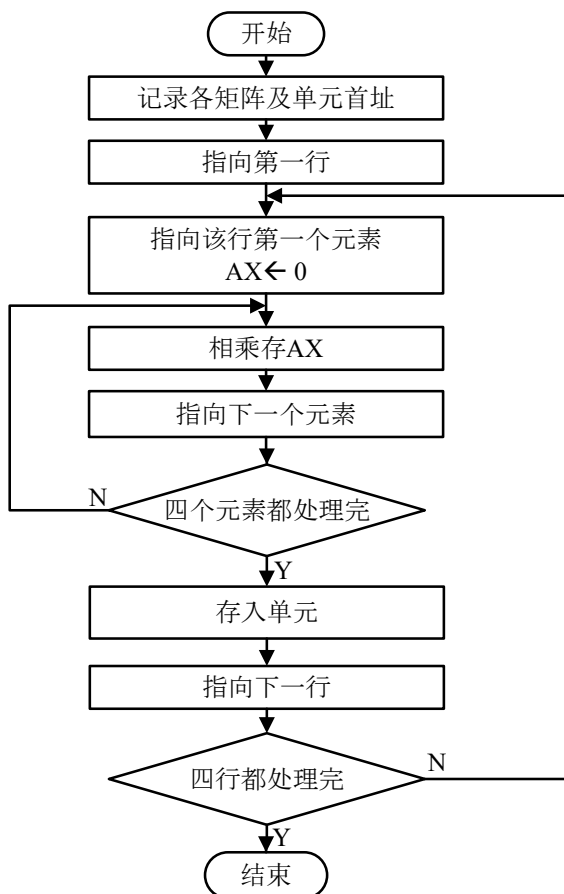 开始
记录各矩阵及单元首址
指向第一行
指向该行第一个元素
AX← 0
相乘存AX
指向下一个元素
N
四个元素都处理完
Y
存入单元
指向下一行
四行都处理完
N
Y
结束